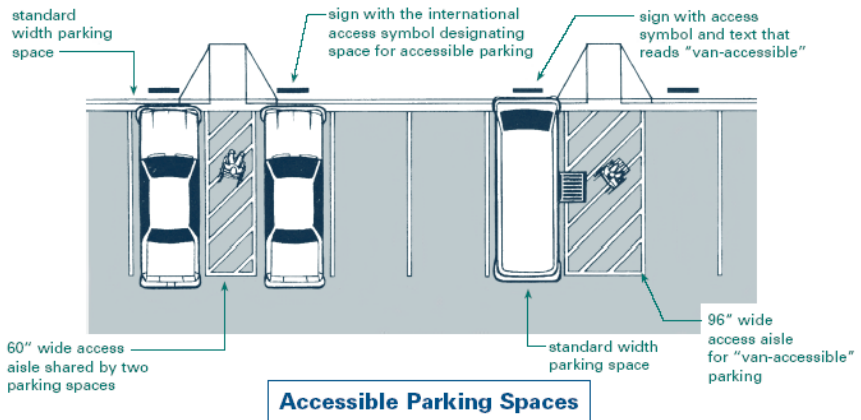 standard
width parking
space
sign with the international
access symbol designating
space for accessible parking
sign with access
symbol and text that
reads “van-accessible”
60” wide access
aisle shared by two
parking spaces
standard width
parking space
96” wide
access aisle
for “van-accessible”
parking
Accessible Parking Spaces